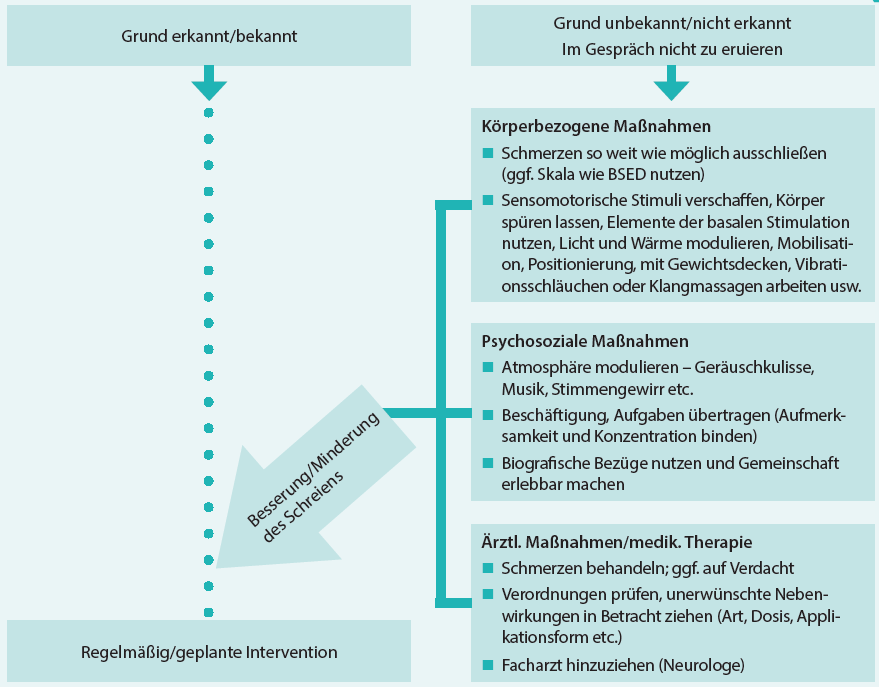 Grund erkannt/bekannt
Grund unbekannt/nicht erkannt
Im Gespräch nicht zu eruieren
Körperbezogene Maßnahmen
Schmerzen so weit wie möglich ausschließen
(ggf. Skala wie BSED nutzen)
Sensomotorische Stimuli verschaffen, Körper
spüren lassen, Elemente der basalen Stimulation
nutzen, Licht und Wärme modulieren, Mobilisati-
on, Positionierung, mit Gewichtsdecken, Vibrati-
onsschläuchen oder Klangmassagen arbeiten usw.
Psychosoziale Maßnahmen
Atmosphäre modulieren – Geräuschkulisse,
Musik, Stimmengewirr etc.
Beschäftigung, Aufgaben übertragen (Aufmerk-
samkeit und Konzentration binden)
Biografische Bezüge nutzen und Gemeinschaft
erlebbar machen
Besserung/Minderung
des Schreiens
Ärztl. Maßnahmen/medik. Therapie
Schmerzen behandeln; ggf. auf Verdacht
Verordnungen prüfen, unerwünschte Neben-
wirkungen in Betracht ziehen (Art, Dosis, Appli-
kationsform etc.)
Facharzt hinzuziehen (Neurologe)
Regelmäßig/geplante Intervention